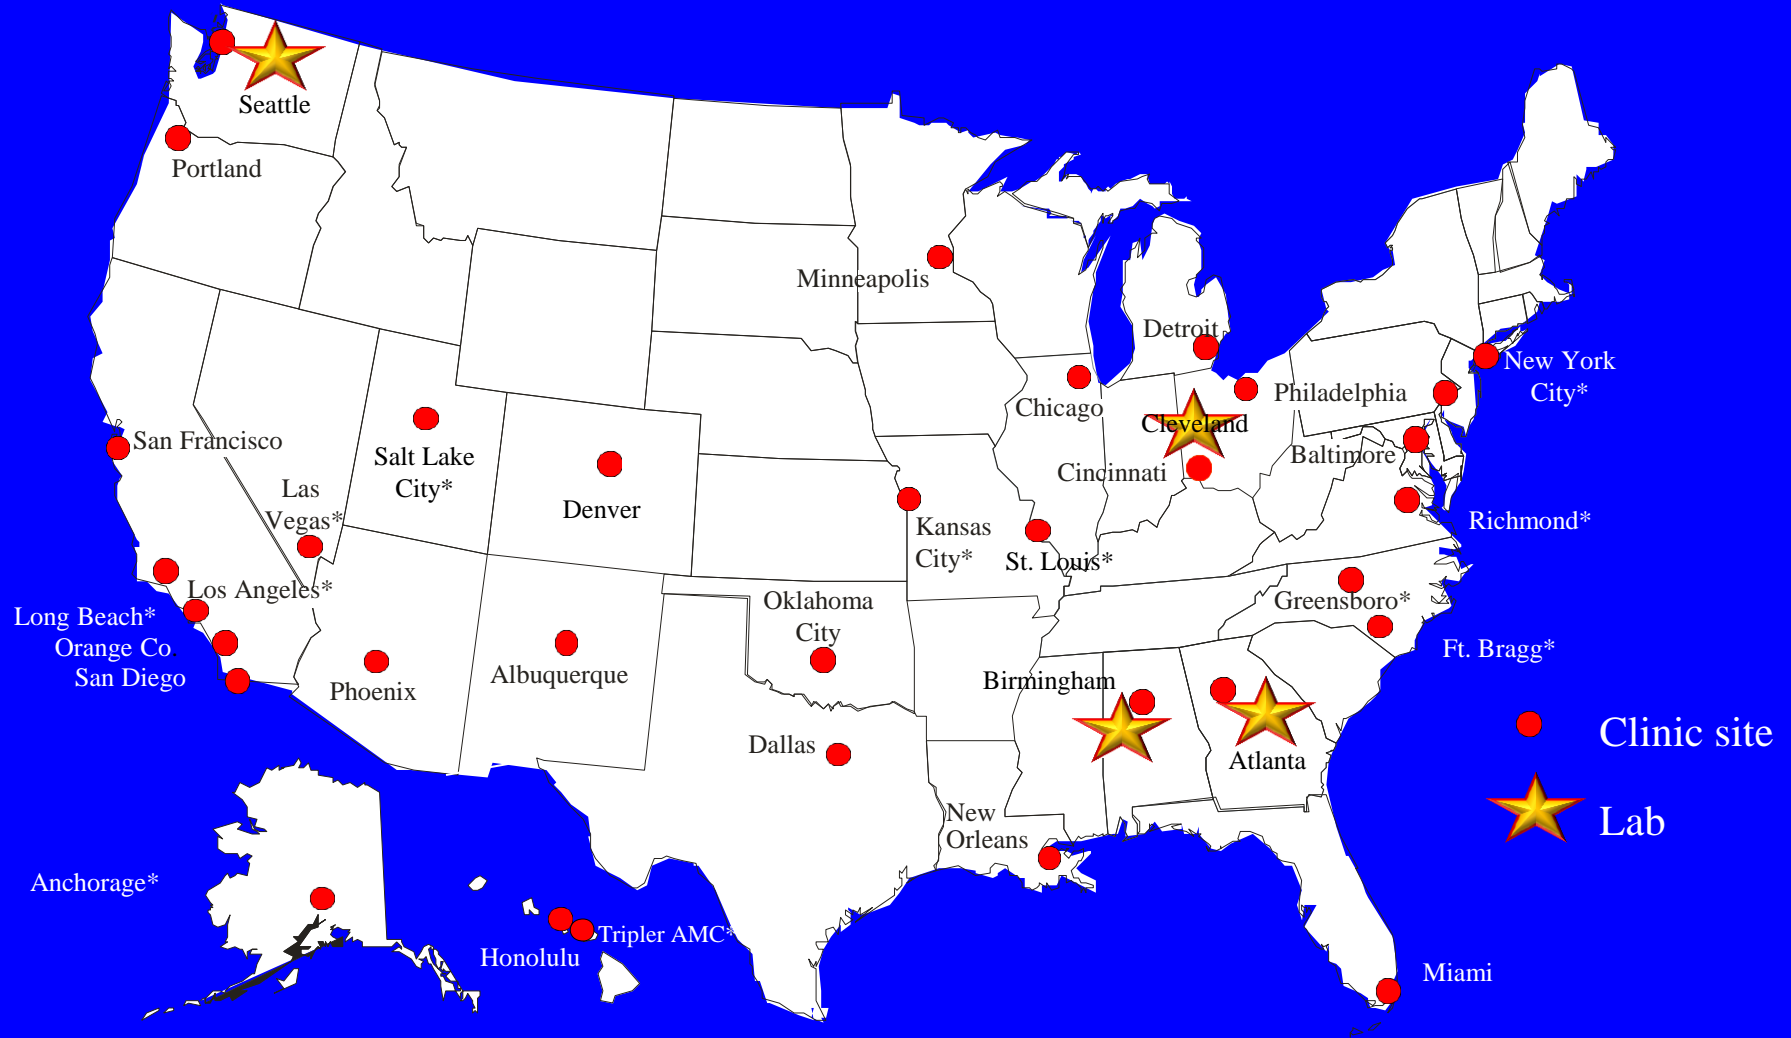 Seattle
Portland
Minneapolis
Detroit
New York
City*
Philadelphia
Chicago
Cleveland
San Francisco
Baltimore
Salt Lake
City*
Cincinnati
Las
Vegas*
Denver
Kansas
City*
Richmond*
St. Louis*
Los Angeles*
Oklahoma
City
Greensboro*
Long Beach*
Orange Co.
San Diego
Ft. Bragg*
Albuquerque
Birmingham
Phoenix
Clinic site
Dallas
Atlanta
New
Orleans
Lab
Anchorage*
Tripler AMC*
Honolulu
Miami